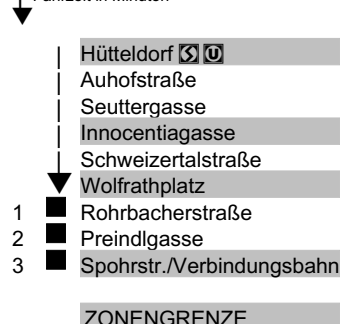 Fahrzeit in Minuten
Hütteldorf S U
Auhofstraße
Seuttergasse
Innocentiagasse
Schweizertalstraße
Wolfrathplatz
1 Rohrbacherstraße
2 Preindlgasse
3 Spohrstr./Verbindungsbahn
ZONENGRENZE